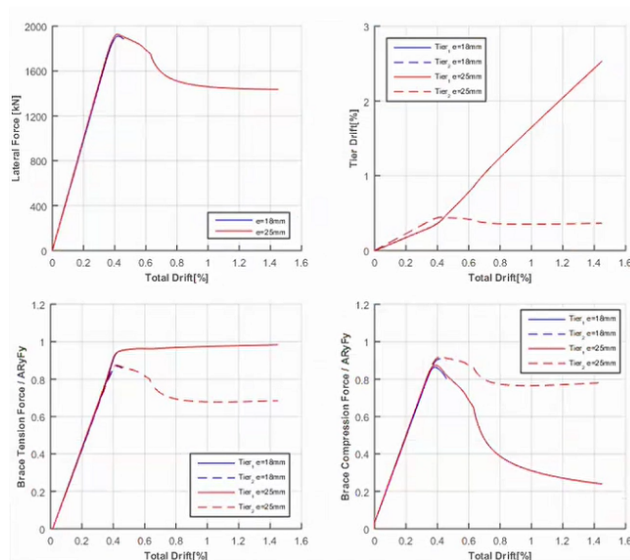 2000
1600
1200
800
400
0
Lateral Force [kN]
0 0.2 0.4 0.6 0.8 1 1.2 1.4 1.6
Total Drift[%]
e=18mm
e=25mm
3
2
1
0
Tier Drift[%]
0 0.2 0.4 0.6 0.8 1 1.2 1.4 1.6
Total Drift[%]
Tier1 e=18mm
Tier2 e=18mm
Tier1 e=25mm
Tier2 e=25mm
1.2
1
0.8
0.6
0.4
0.2
0
Brace Tension Force / ARyFy
0 0.2 0.4 0.6 0.8 1 1.2 1.4 1.6
Total Drift[%]
Tier1 e=18mm
Tier2 e=18mm
Tier1 e=25mm
Tier2 e=25mm
1.2
1
0.8
0.6
0.4
0.2
0
Brace Compression Force / ARyFy
0 0.2 0.4 0.6 0.8 1 1.2 1.4 1.6
Total Drift[%]
Tier1 e=18mm
Tier2 e=18mm
Tier1 e=25mm
Tier2 e=25mm